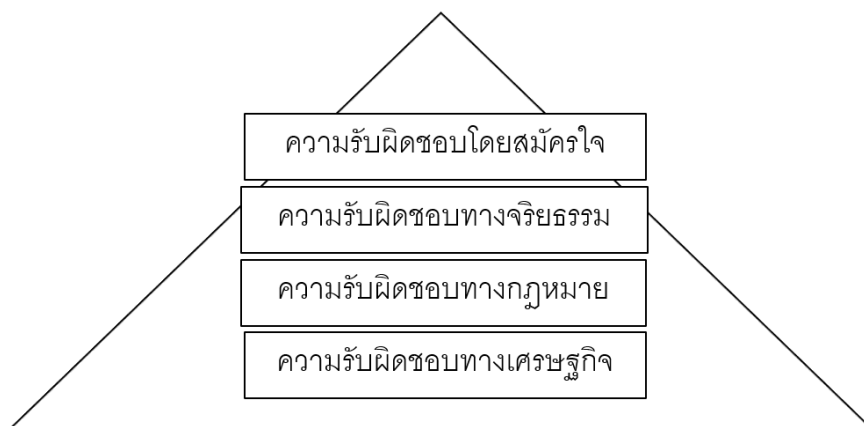 ความรับผิดชอบโดยสมัครใจ
ความรับผิดชอบทางจริยธรรม
ความรับผิดชอบทางกฎหมาย
ความรับผิดชอบทางเศรษฐกิจ